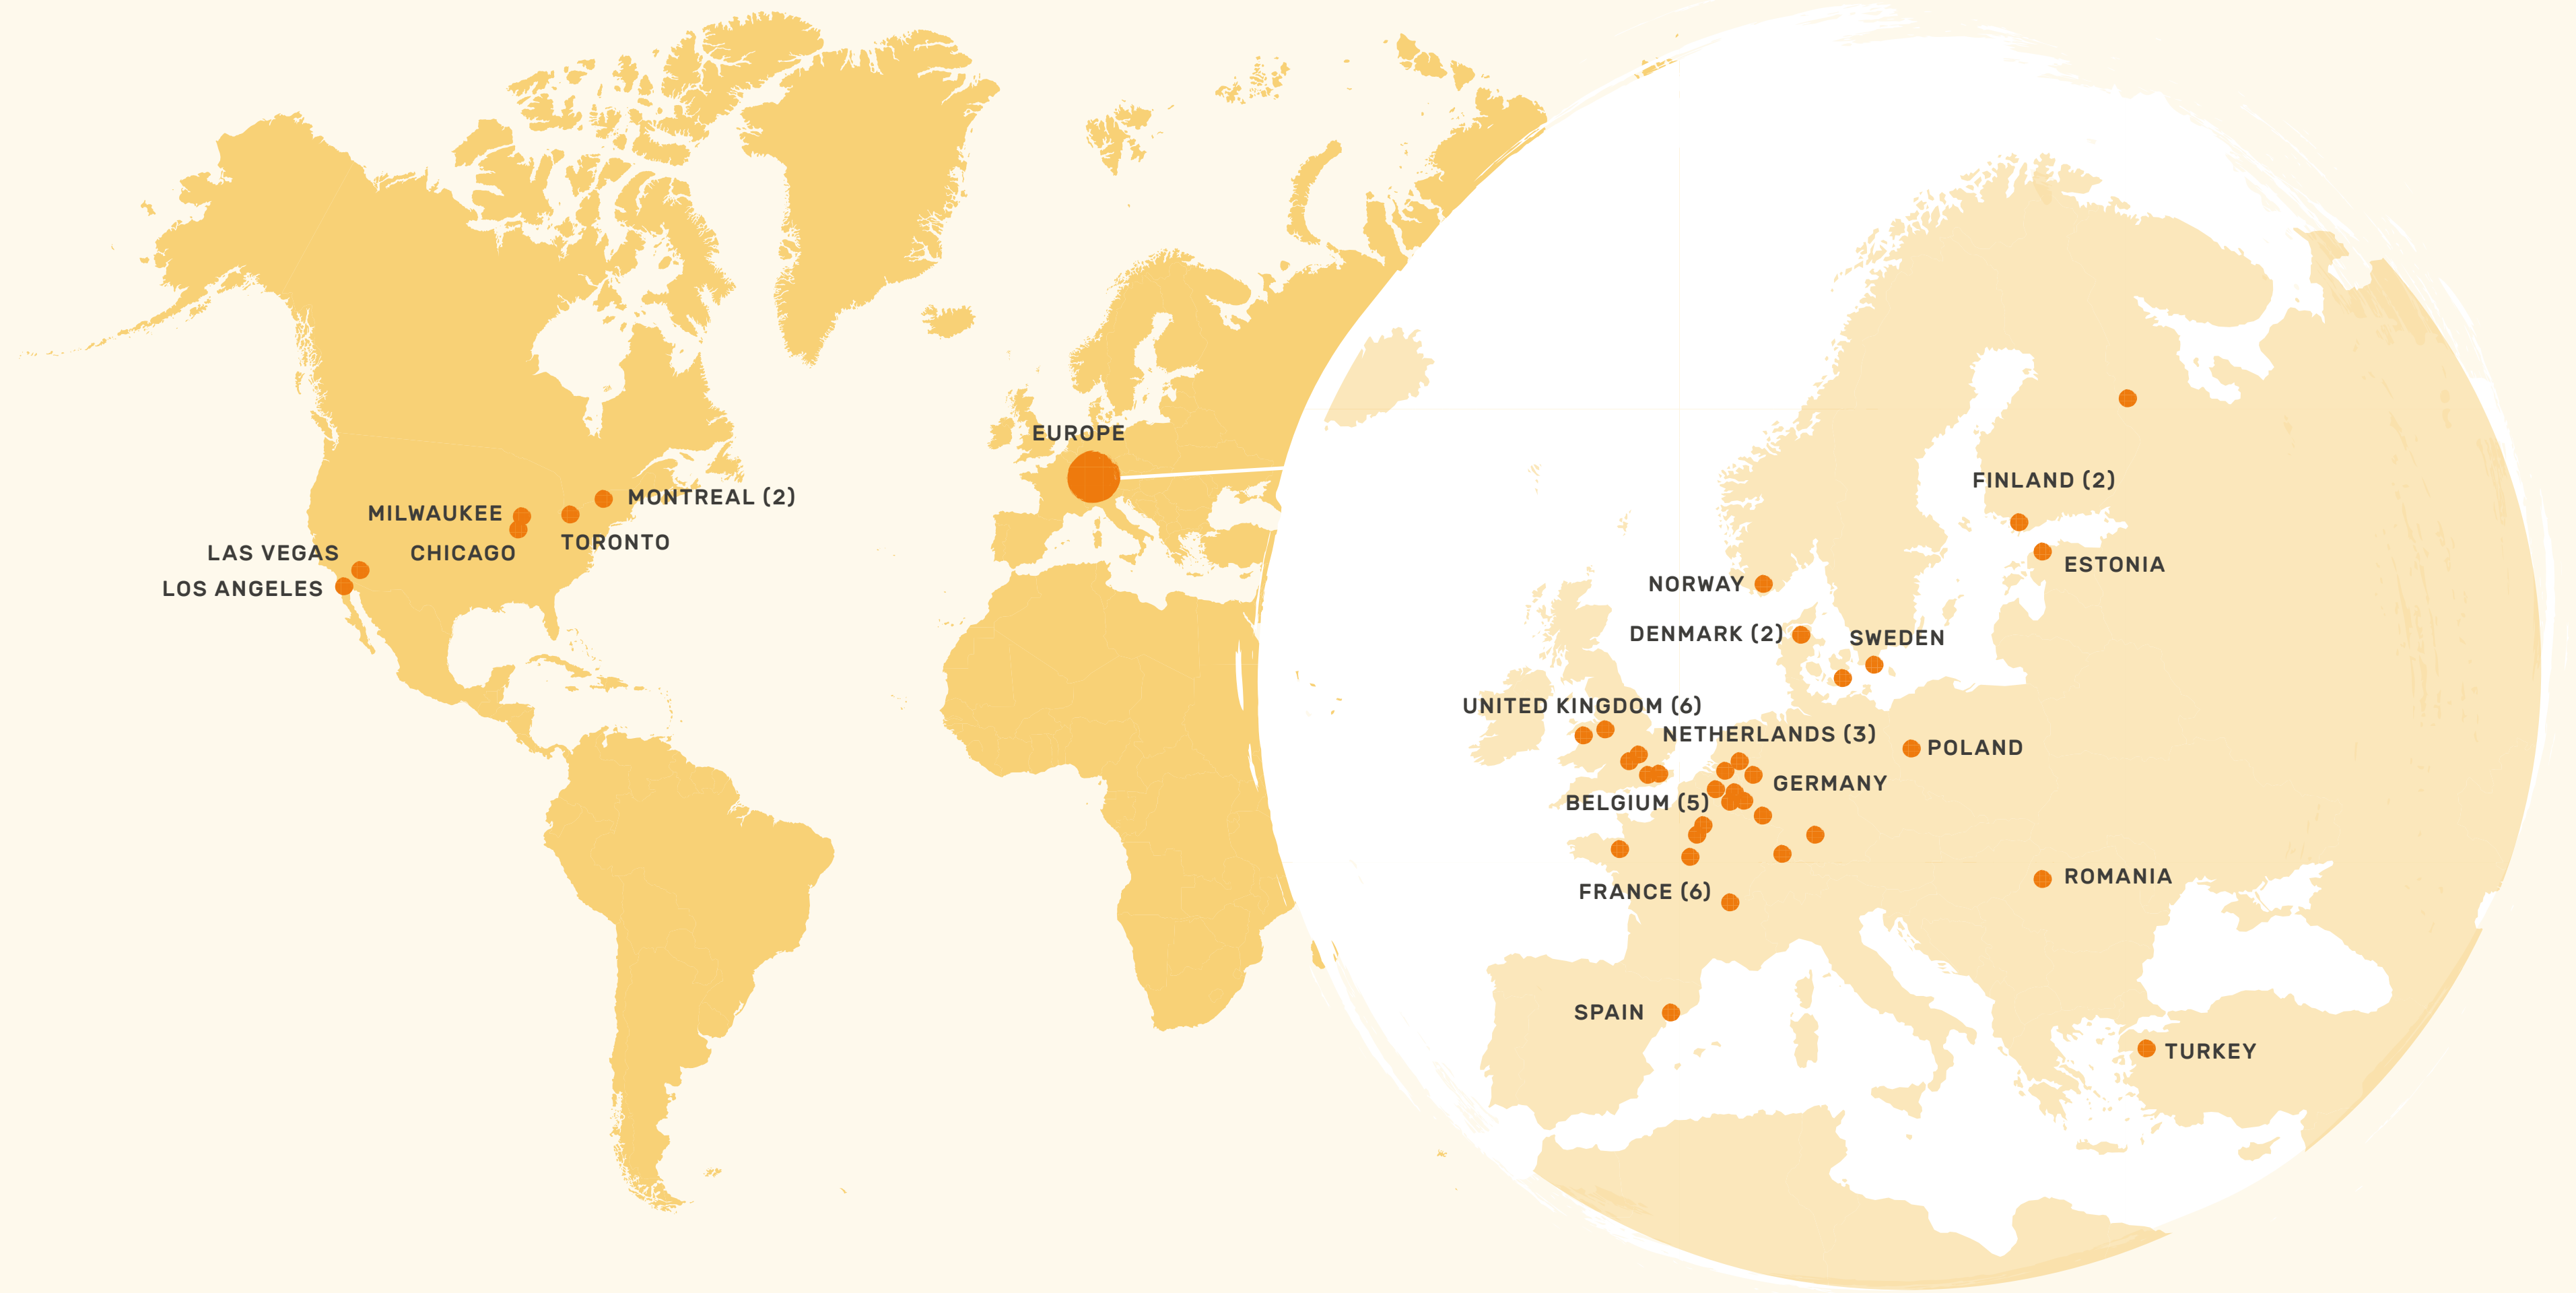 EUROPE
MONTREAL (2)
MILWAUKEE
TORONTO
LAS VEGAS
CHICAGO
LOS ANGELES
FINLAND (2)
ESTONIA
NORWAY
DENMARK (2)
SWEDEN
UNITED KINGDOM (6)
NETHERLANDS (3)
POLAND
GERMANY
BELGIUM (5)
ROMANIA
FRANCE (6)
SPAIN
TURKEY